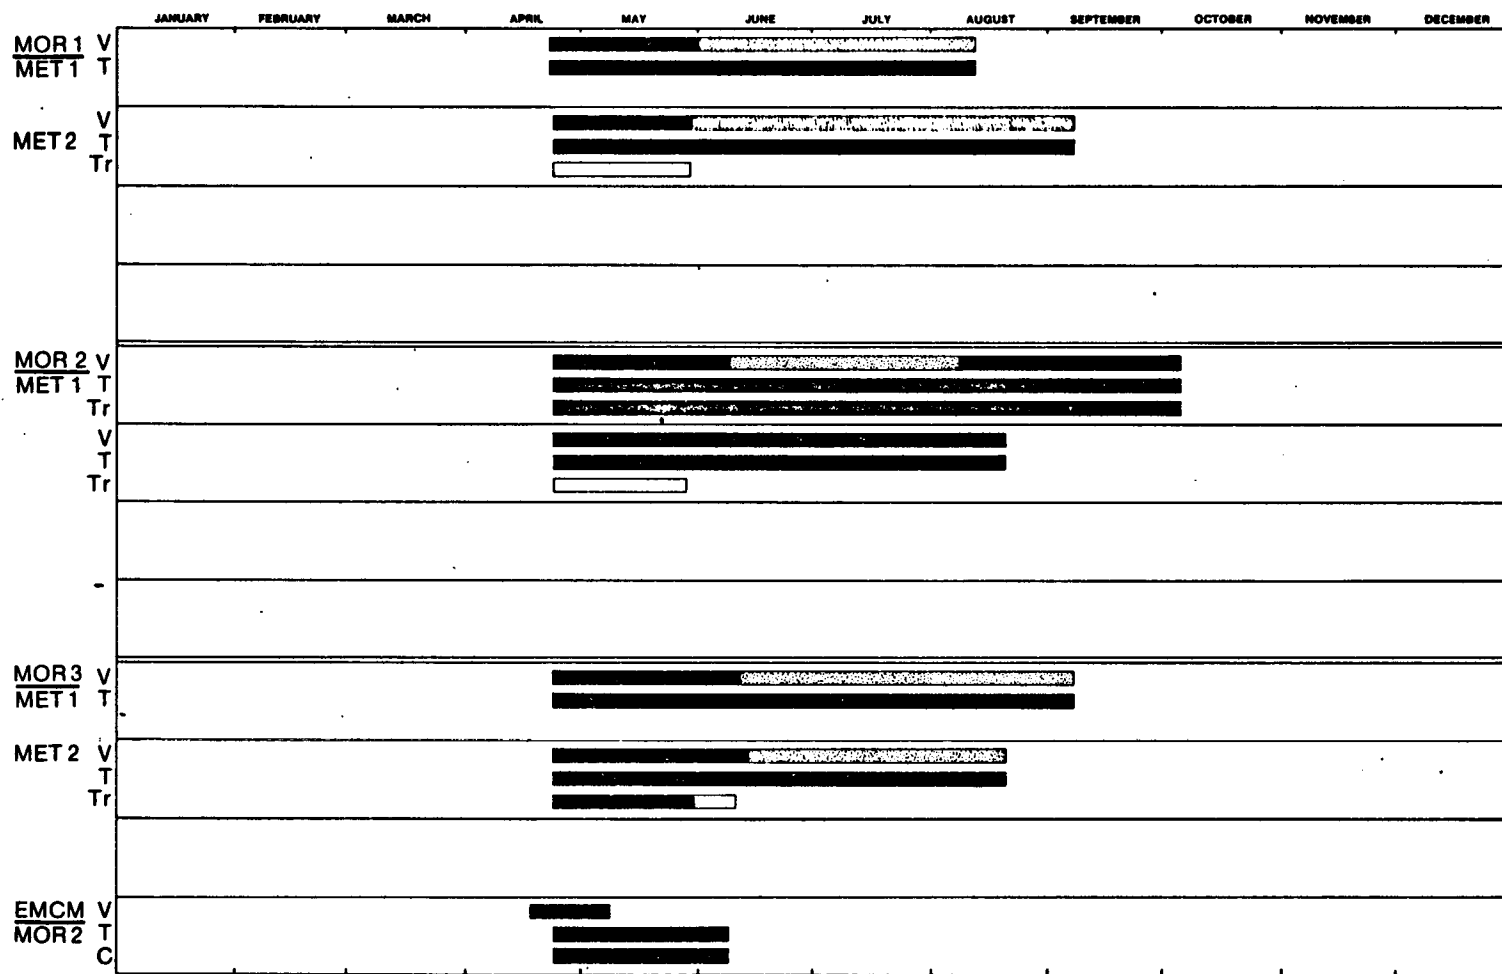 JANUARY FEBRUARY MARCH APRIL MAY JUNE JULY AUGUST SEPTEMBER OCTOBER NOVEMBER DECEMBER
MOR 1 V
MET 1 T
V
MET 2 T
Tr
MOR 2 V
MET 1 T
Tr
V
T
Tr
MOR 3 V
MET 1 T
MET 2 V
T
Tr
EMCM V
MOR 2 T
C